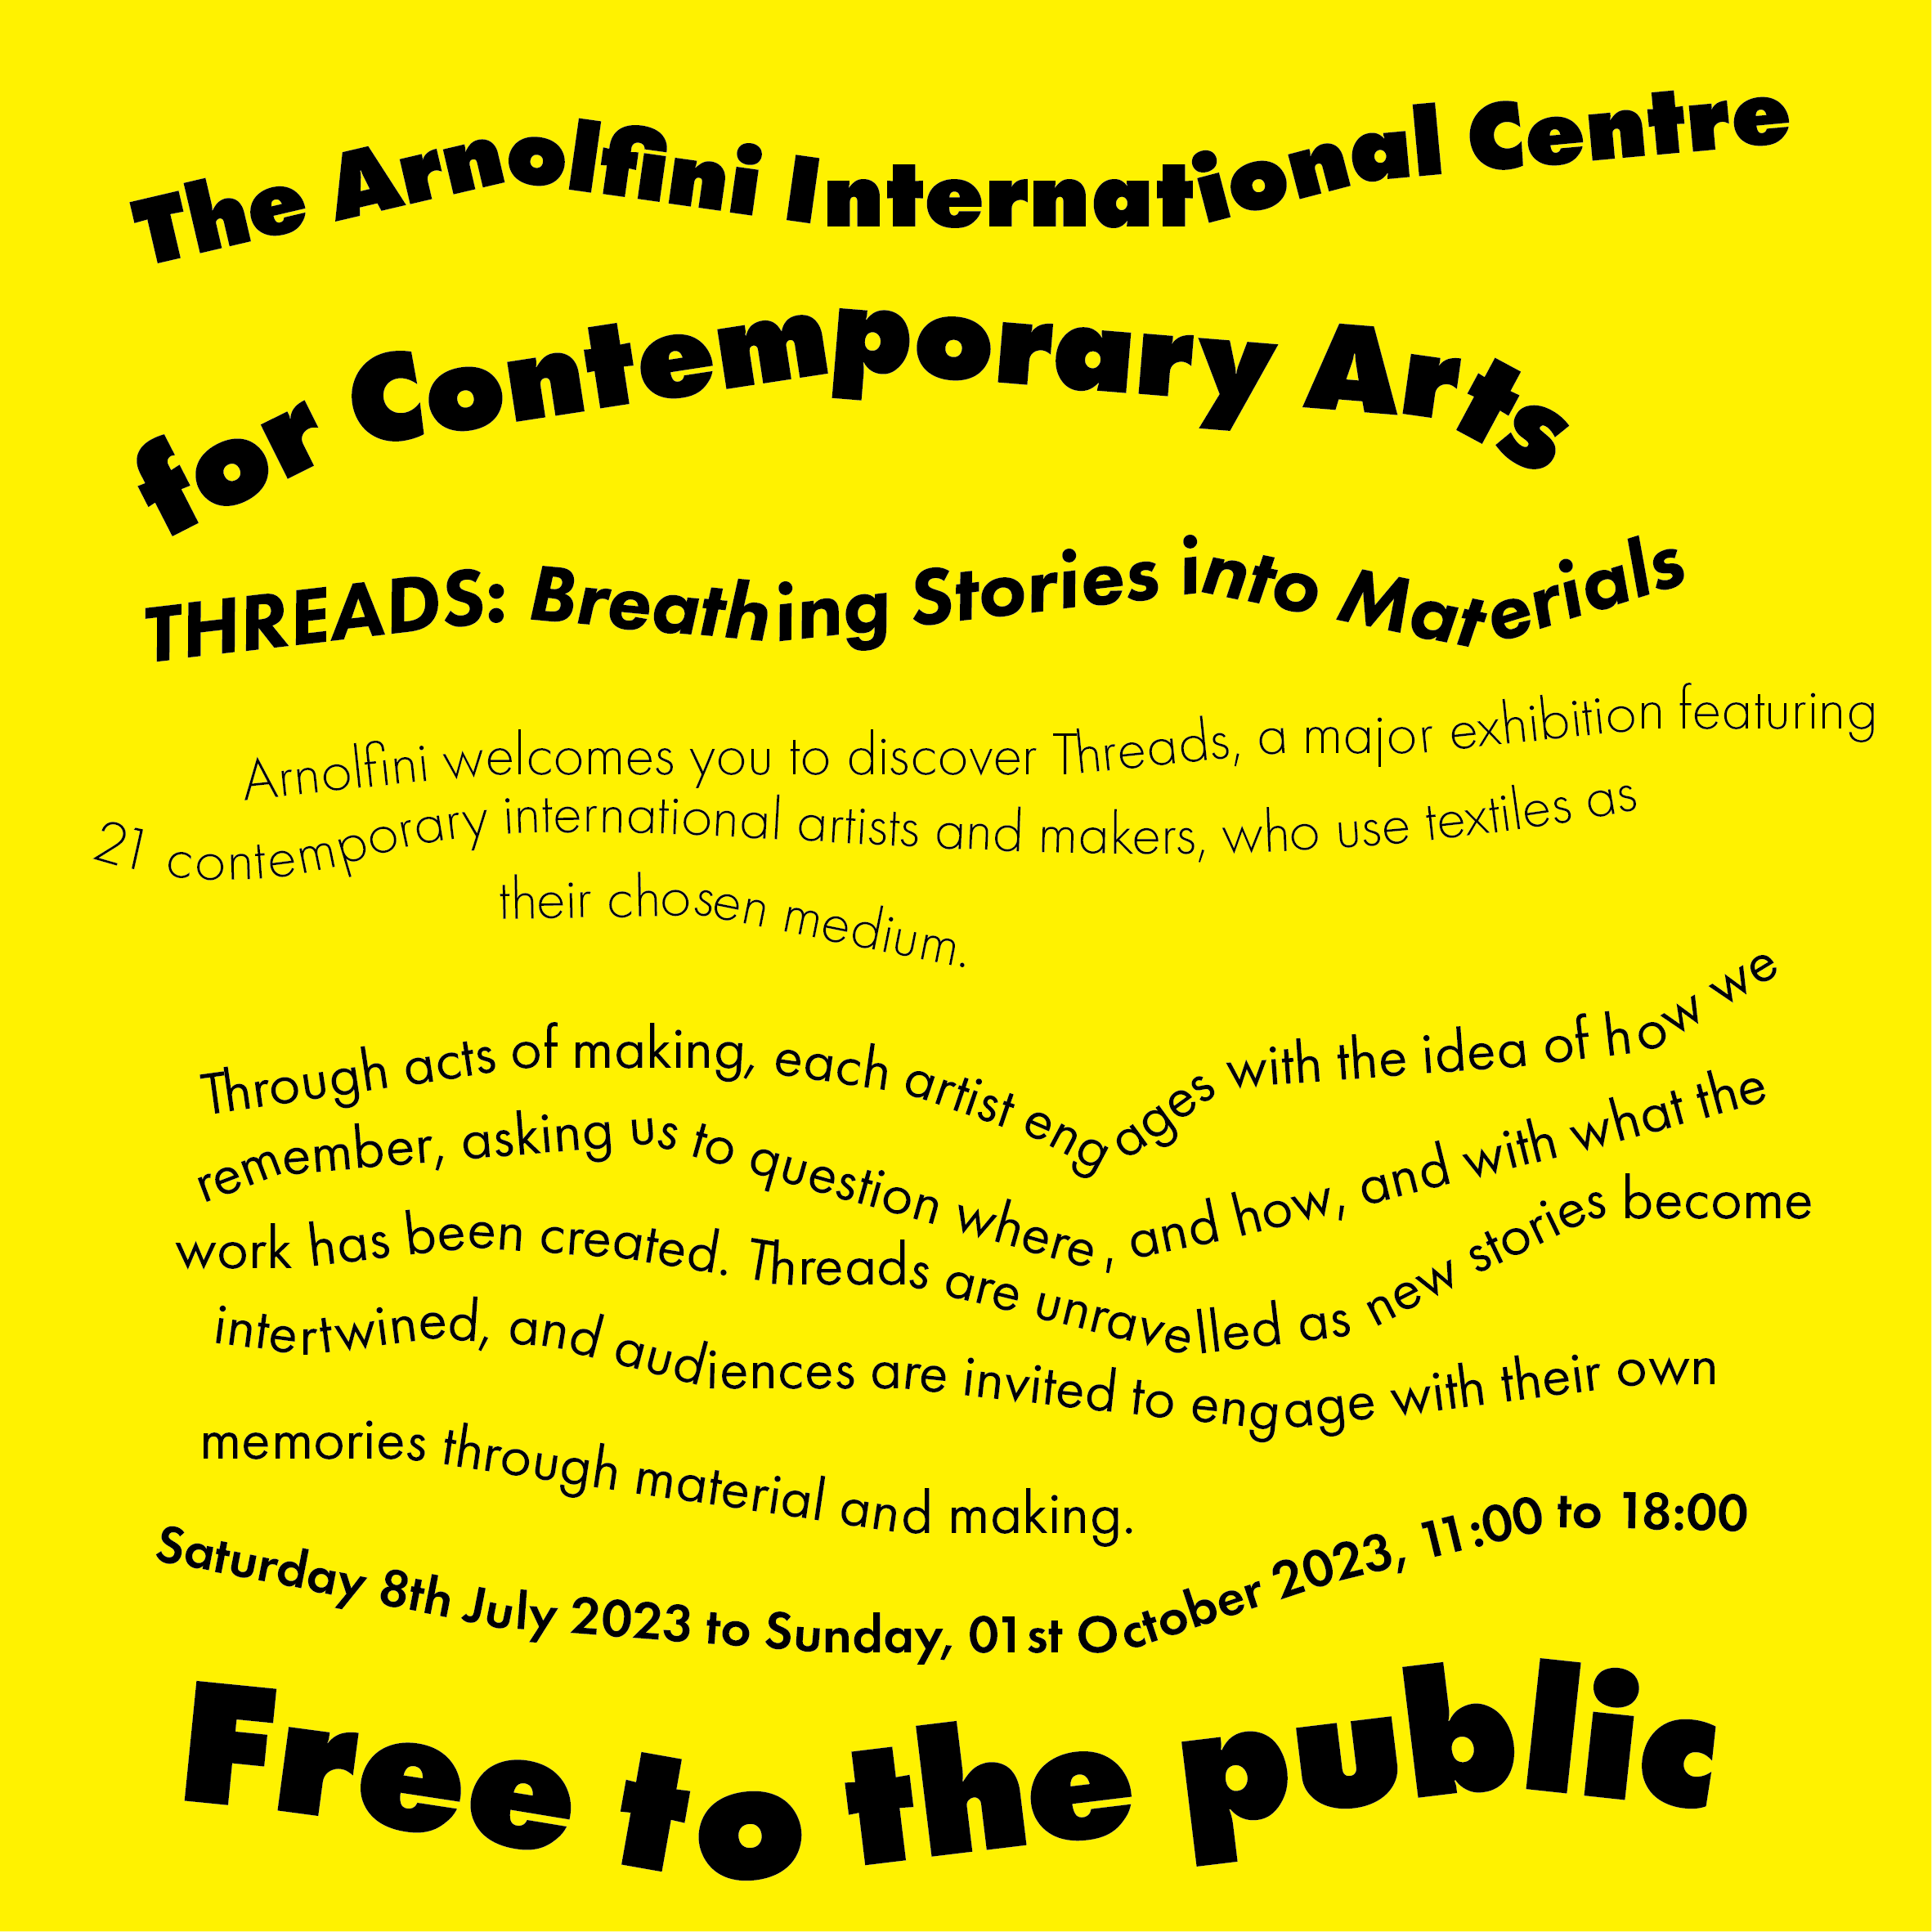 The Arnolfini International Centre
for Contemporary Arts
THREADS: Breathing Stories into Materials
Arnolfini welcomes you to discover Threads, a major exhibition featuring
21 contemporary international artists and makers, who use textiles as
their chosen medium.
Through acts of making, each artist engages with the idea of how we
remember, asking us to question where, and how, and with what the
work has been created. Threads are unravelled as new stories become
intertwined, and audiences are invited to engage with their own
memories through material and making.
Saturday 8th July 2023 to Sunday, 01st October 2023, 11:00 to 18:00
Free to the public